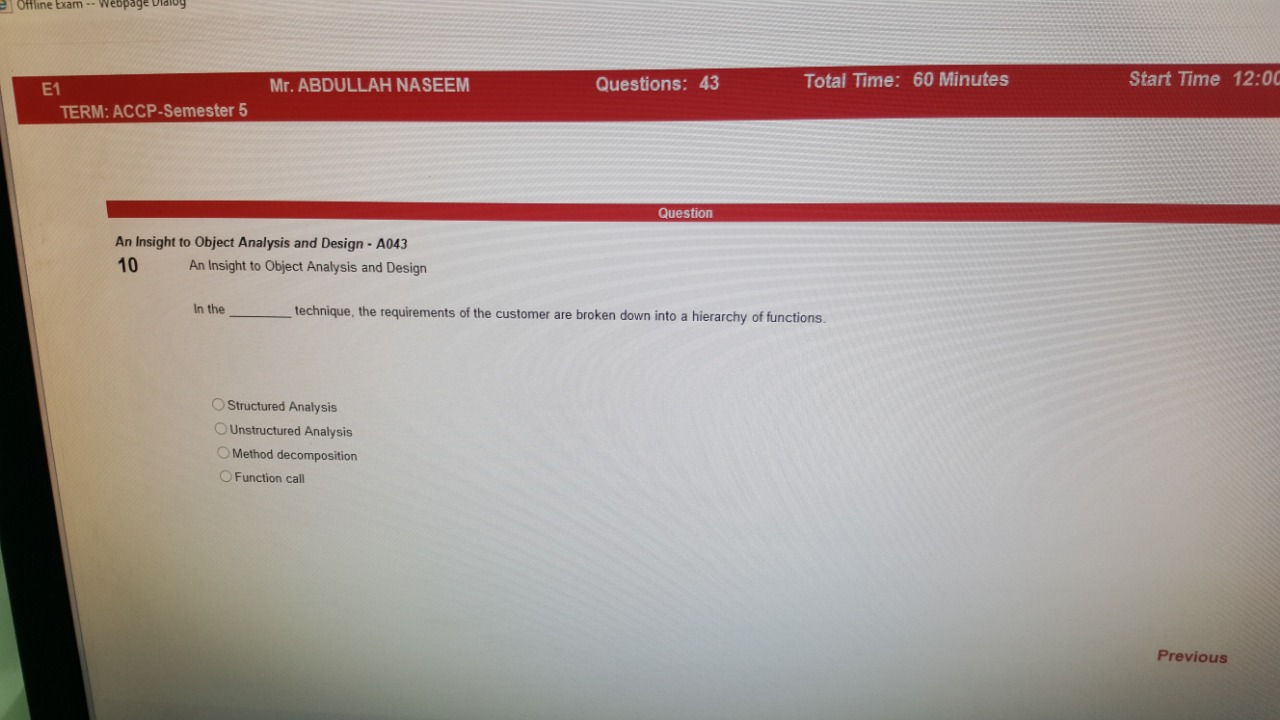 Offline Exam -- Webpage Dialog
E1 Mr. ABDULLAH NASEEM Questions: 43 Total Time: 60 Minutes Start Time 12:00
TERM: ACCP-Semester 5
Question
An Insight to Object Analysis and Design - A043
10 An Insight to Object Analysis and Design
In the ________ technique, the requirements of the customer are broken down into a hierarchy of functions.
Structured Analysis
Unstructured Analysis
Method decomposition
Function call
Previous